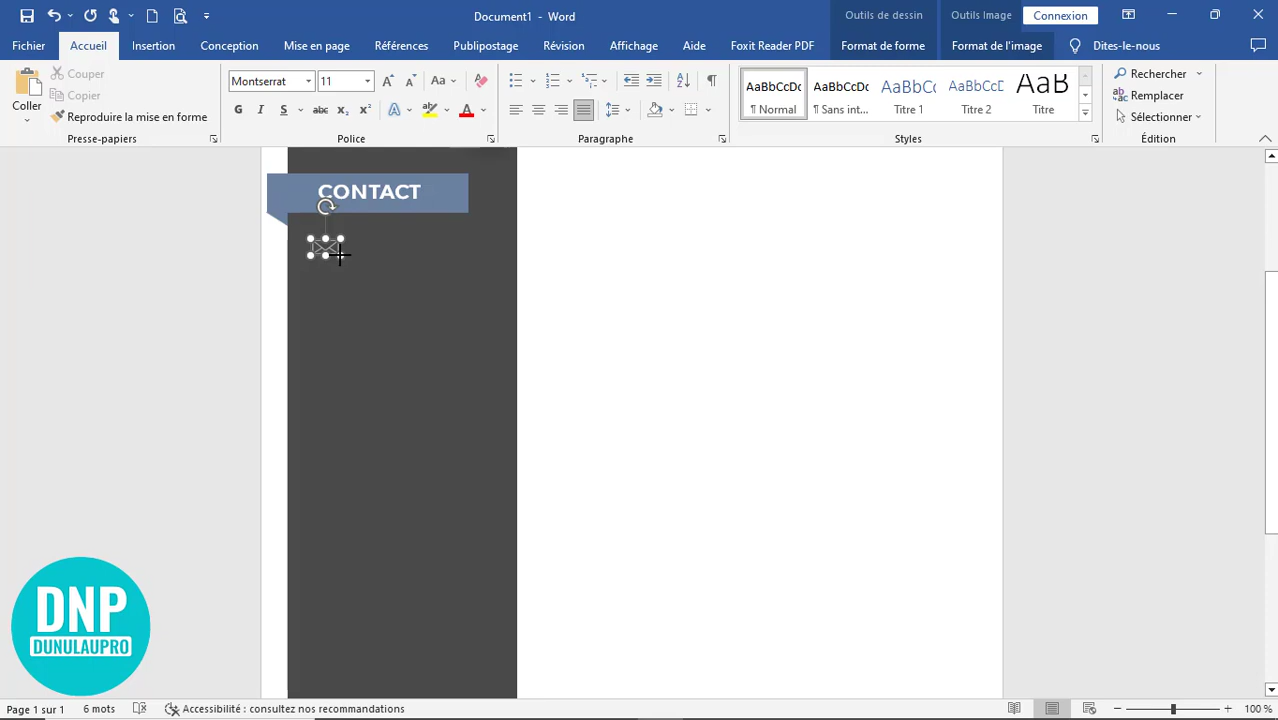 Document1 - Word
Outils de dessin
Outils Image
Connexion
Fichier
Accueil
Insertion
Conception
Mise en page
Références
Publipostage
Révision
Affichage
Aide
Foxit Reader PDF
Format de forme
Format de l'image
Dites-le-nous
Coller
Couper
Copier
Reproduire la mise en forme
Presse-papiers
Montserrat
11
Police
Paragraphe
AaBbCcDc
¶ Normal
AaBbCcDc
¶ Sans int...
AaBbCc
Titre 1
AaBbCcD
Titre 2
AaB
Titre
Styles
Rechercher
Remplacer
Sélectionner
Édition
CONTACT
DNP
DUNULAUPRO
Page 1 sur 1
6 mots
Accessibilité : consultez nos recommandations
100 %